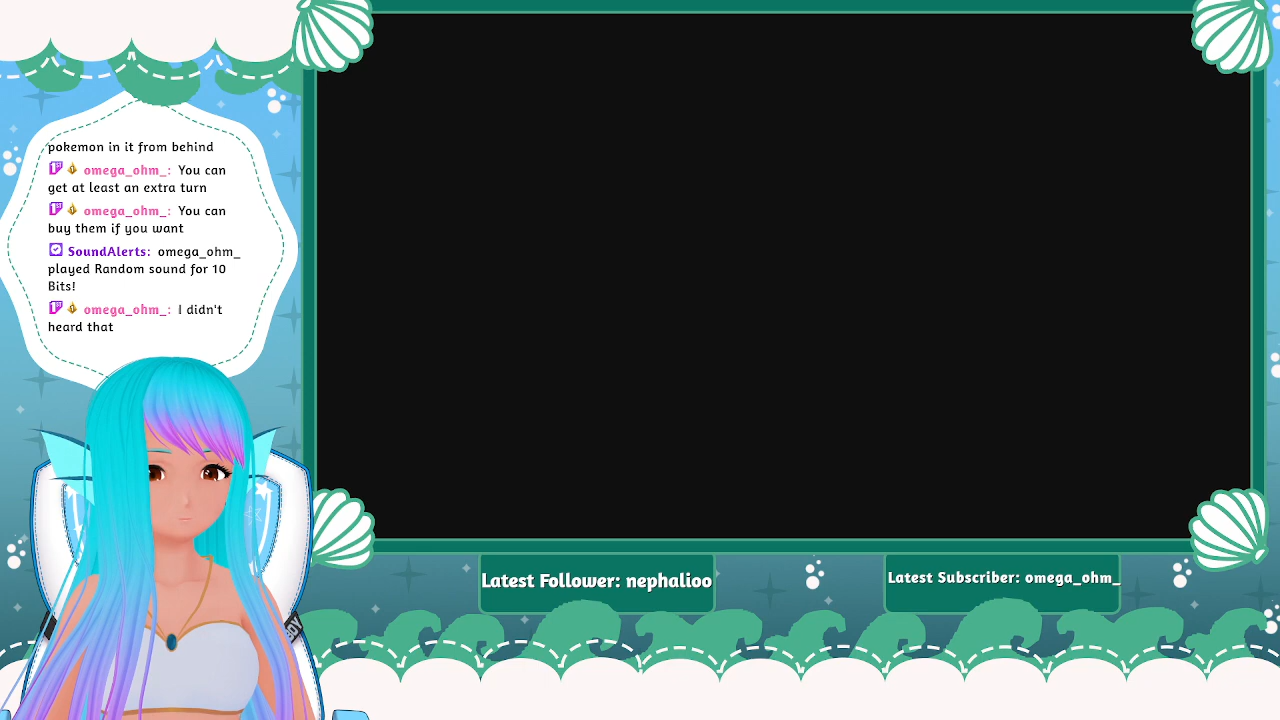 pokemon in it from behind
omega_ohm_: You can
get at least an extra turn
omega_ohm_: You can
buy them if you want
SoundAlerts: omega_ohm_
played Random sound for 10
Bits!
omega_ohm_: I didn't
heard that
Latest Follower: nephalioo
Latest Subscriber: omega_ohm_